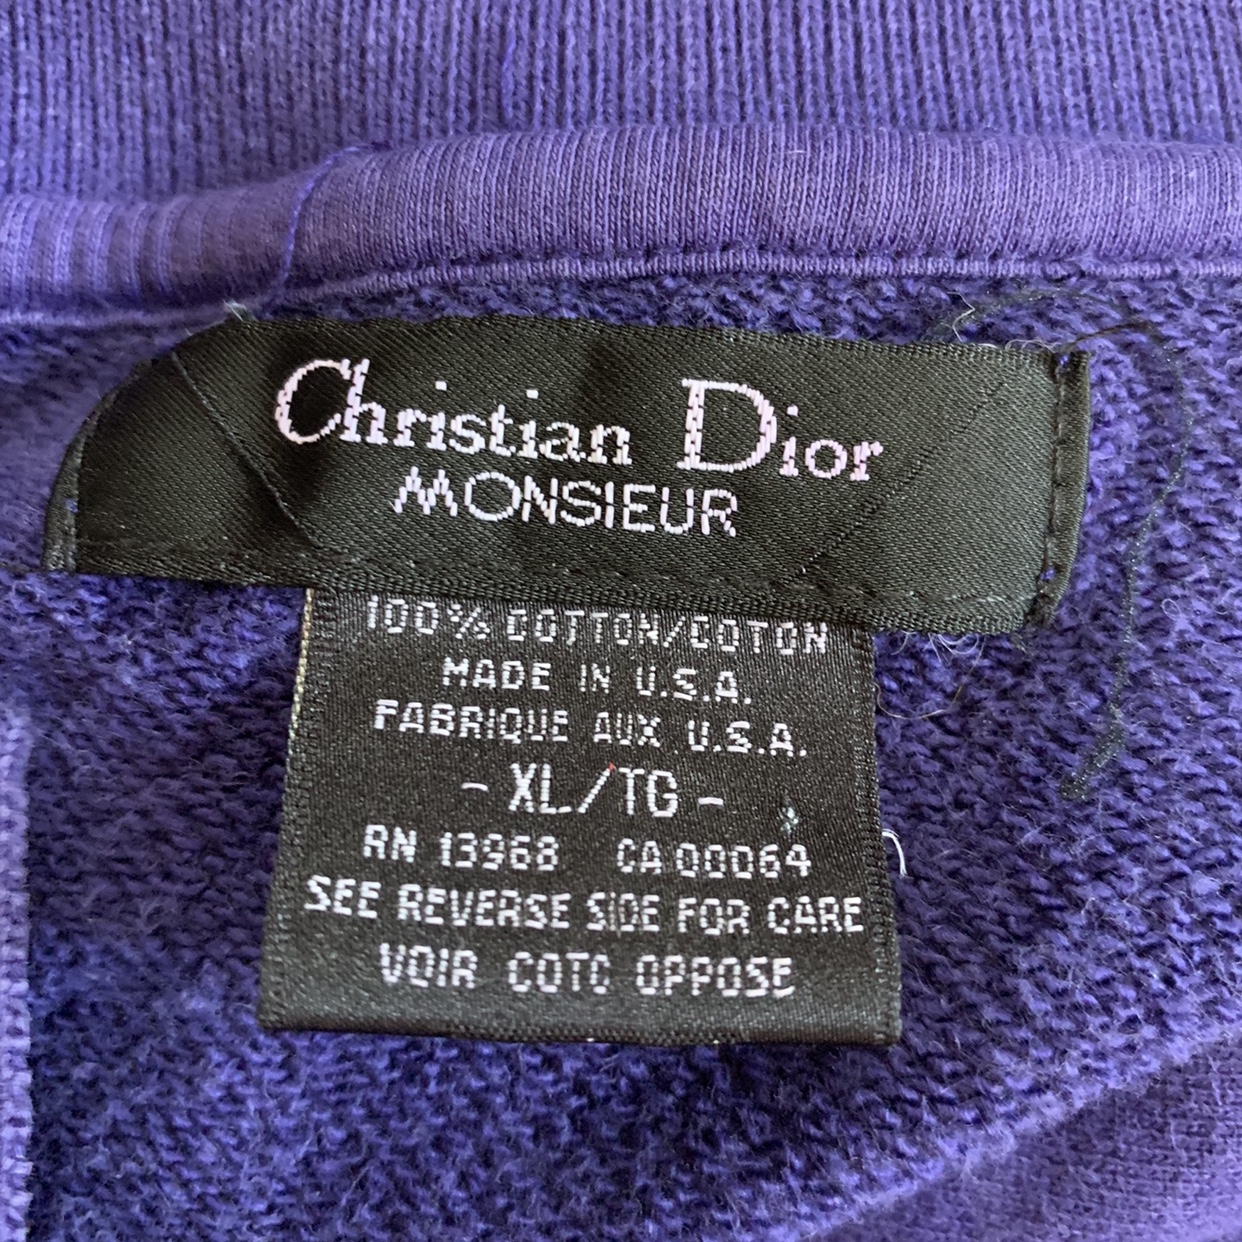 Christian Dior
MONSIEUR
100% COTTON/COTON
MADE IN U.S.A.
FABRIQUE AUX U.S.A.
- XL/TG -
RN 13968 CA 00064
SEE REVERSE SIDE FOR CARE
VOIR COTC OPPOSE